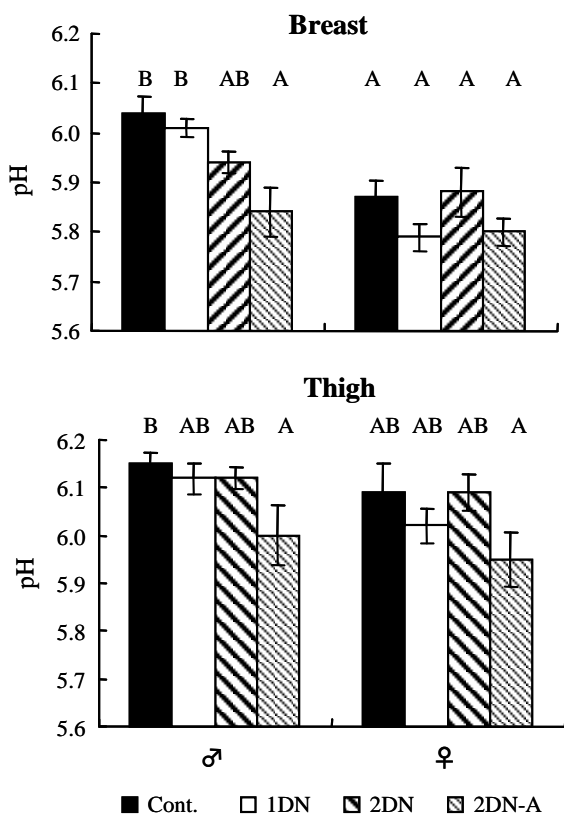 Breast
6.2
6.1
6.0
5.9
5.8
5.7
5.6
pH
B B AB A A A A A
Thigh
B AB AB A AB AB AB A
6.2
6.1
6.0
5.9
5.8
5.7
5.6
pH
♂ ♀
Cont. 1DN 2DN 2DN-A